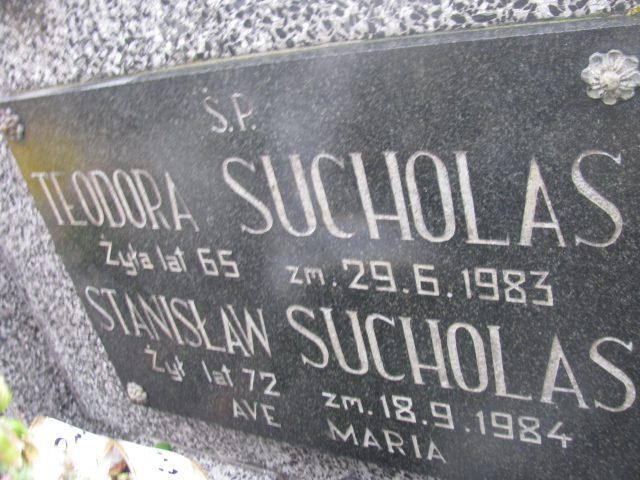 Ś.P.
TEODORA SUCHOLAS
Żyła lat 65 zm. 29.6.1983
STANISŁAW SUCHOLAS
Żył lat 72 zm. 18.9.1984
AVE MARIA